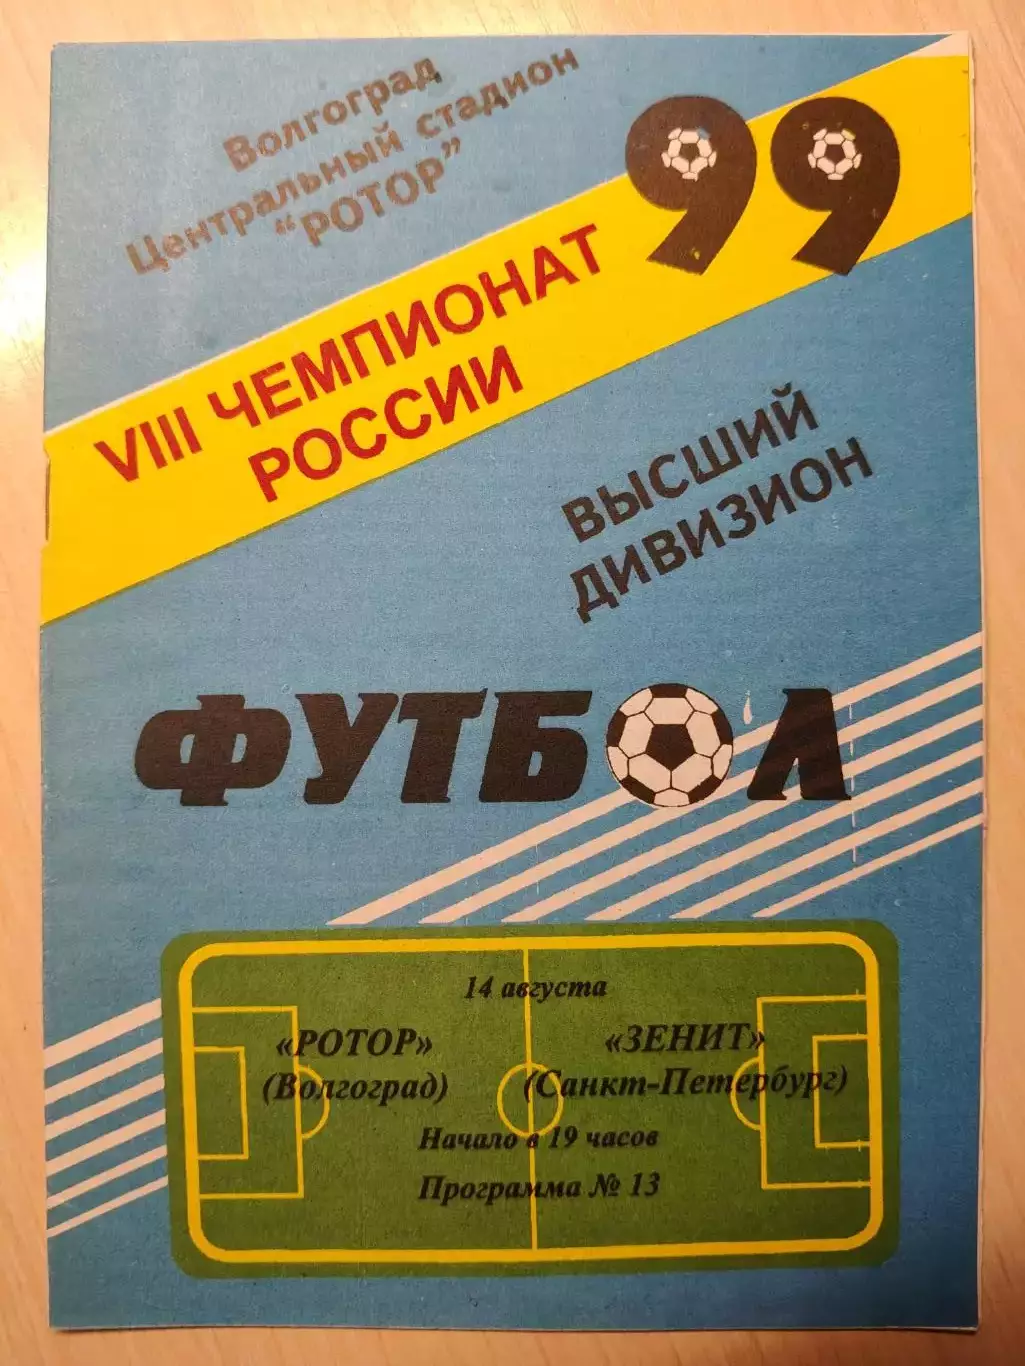 Волгоград
Центральный стадион
“РОТОР”
99
VIII ЧЕМПИОНАТ
РОССИИ
ВЫСШИЙ
ДИВИЗИОН
ФУТБОЛ
14 августа
«РОТОР» «ЗЕНИТ»
(Волгоград) (Санкт-Петербург)
Начало в 19 часов
Программа № 13